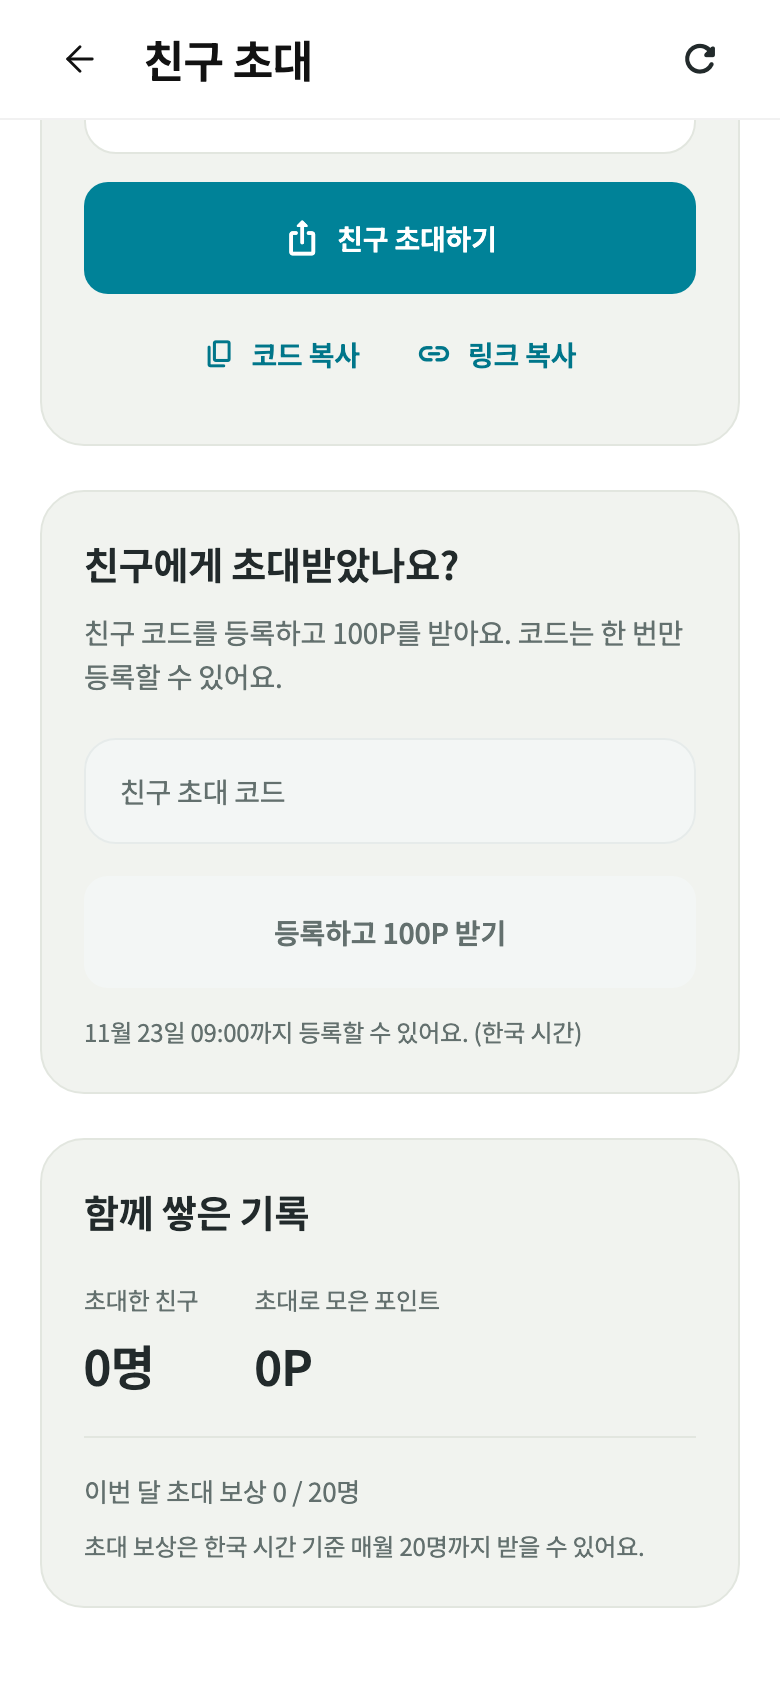 친구 초대
친구 초대하기
코드 복사
링크 복사
친구에게 초대받았나요?
친구 코드를 등록하고 100P를 받아요. 코드는 한 번만
등록할 수 있어요.
친구 초대 코드
등록하고 100P 받기
11월 23일 09:00까지 등록할 수 있어요. (한국 시간)
함께 쌓은 기록
초대한 친구
초대로 모은 포인트
0명
0P
이번 달 초대 보상 0 / 20명
초대 보상은 한국 시간 기준 매월 20명까지 받을 수 있어요.